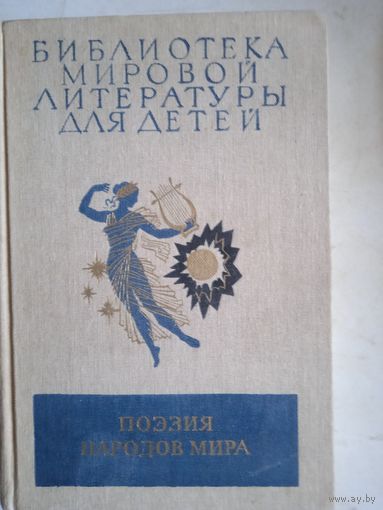 БИБЛИОТЕКА
МИРОВОЙ
ЛИТЕРАТУРЫ
ДЛЯ ДЕТЕЙ
ПОЭЗИЯ
НАРОДОВ МИРА
www.ay.by